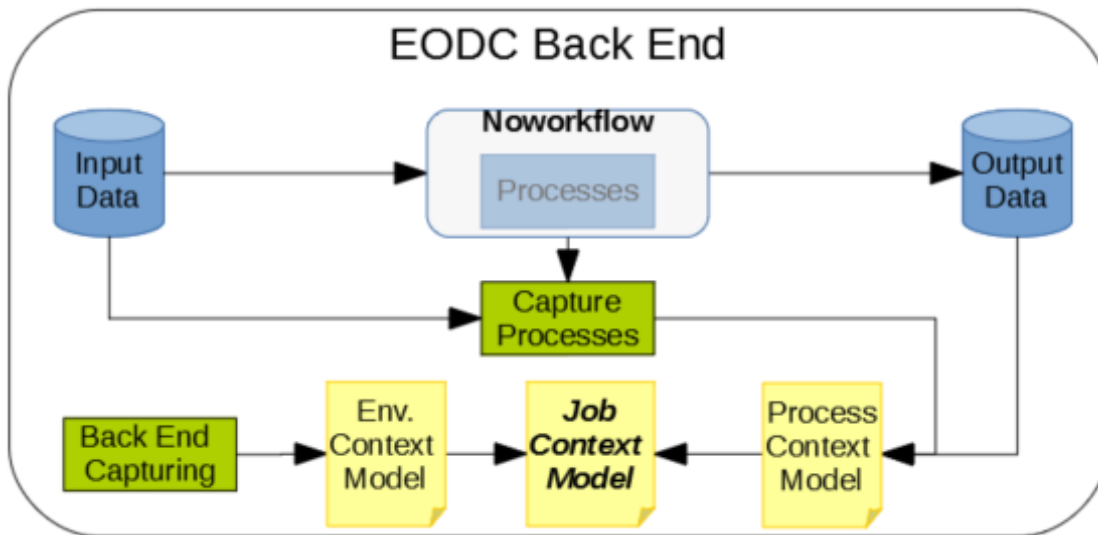 EODC Back End
Noworkflow
Input
Data
Processes
Output
Data
Capture
Processes
Back End
Capturing
Env.
Context
Model
Job
Context
Model
Process
Context
Model